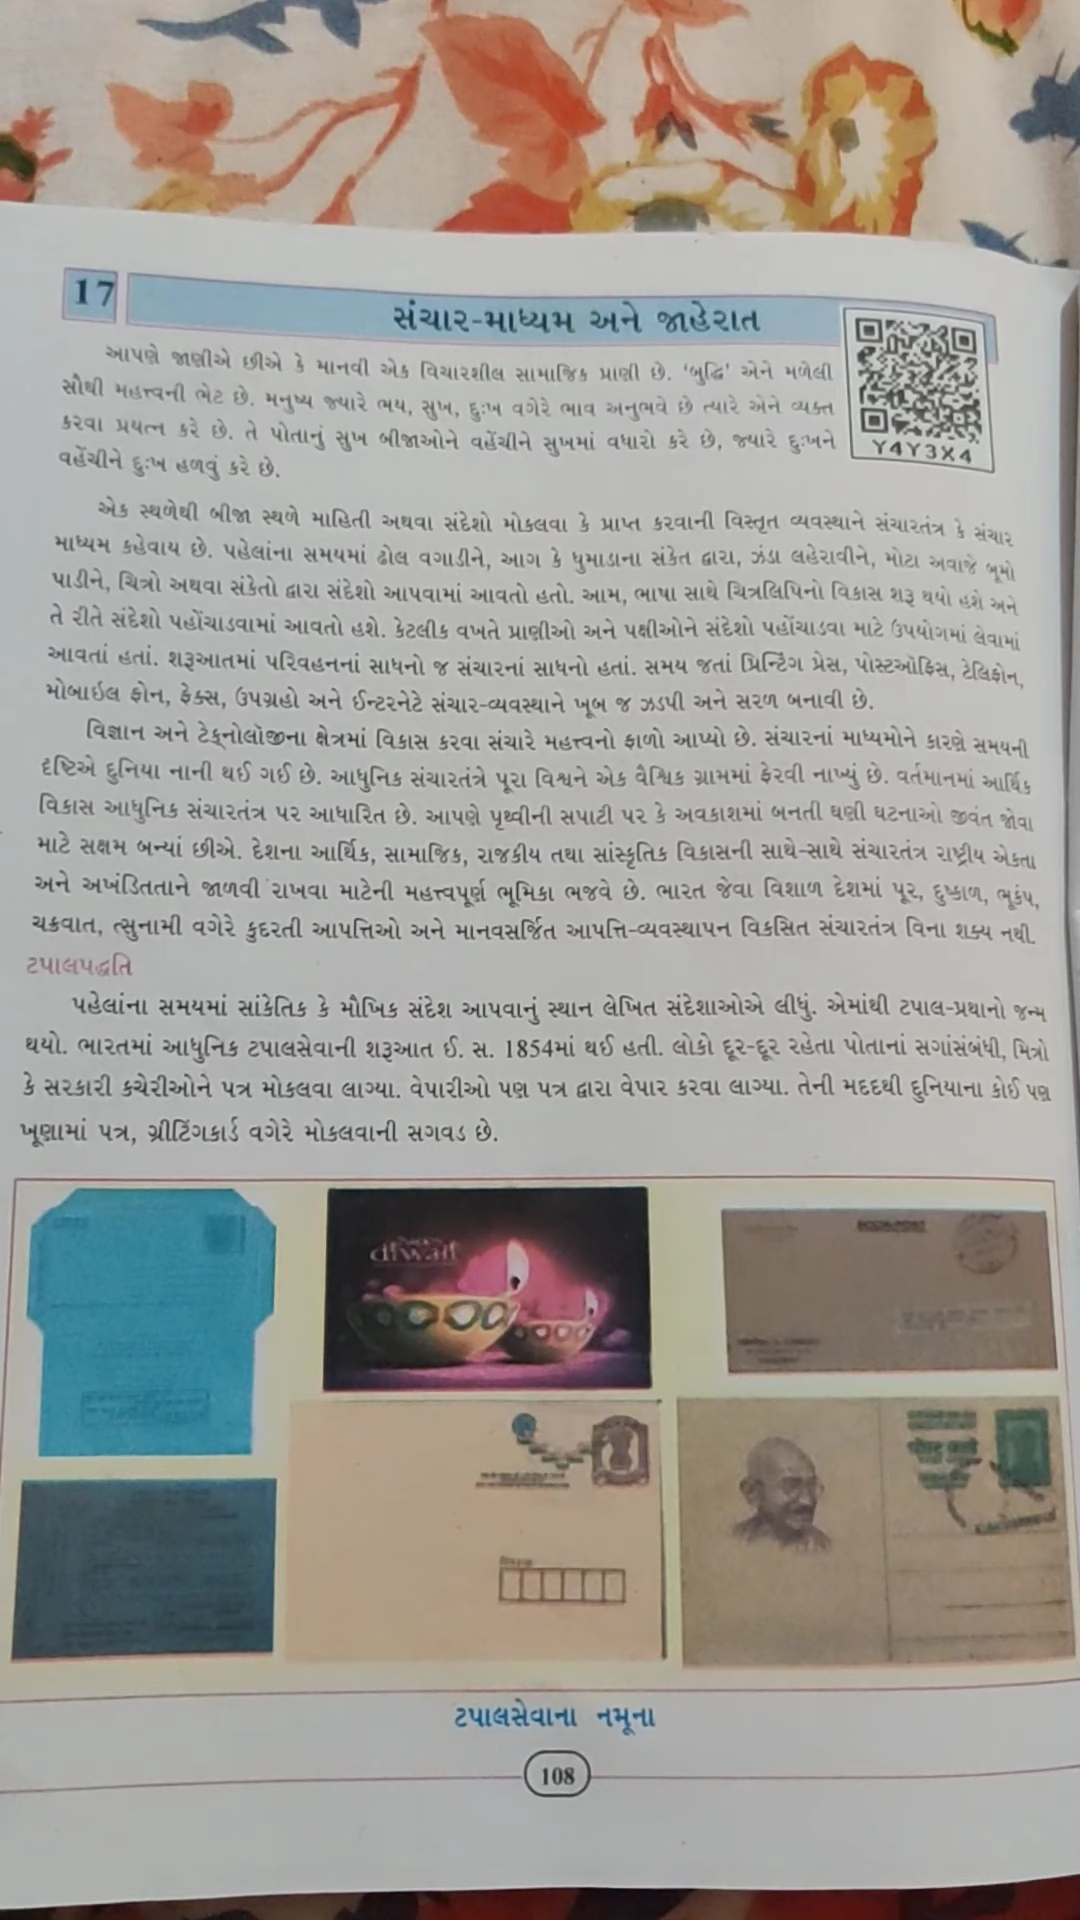 17
સંચાર-માધ્યમ અને જાહેરાત
આપણે જાણીએ છીએ કે માનવી એક વિચારશીલ સામાજિક પ્રાણી છે. 'બુદ્ધિ' એને મળેલી
સૌથી મહત્ત્વની ભેટ છે. મનુષ્ય જ્યારે ભય, સુખ, દુઃખ વગેરે ભાવ અનુભવે છે ત્યારે એને વ્યક્ત
કરવા પ્રયત્ન કરે છે. તે પોતાનું સુખ બીજાઓને વહેંચીને સુખમાં વધારો કરે છે, જ્યારે દુઃખને
વહેંચીને દુઃખ હળવું કરે છે.
Y4Y3X4
એક સ્થળેથી બીજા સ્થળે માહિતી અથવા સંદેશો મોકલવા કે પ્રાપ્ત કરવાની વિસ્તૃત વ્યવસ્થાને સંચારતંત્ર કે સંચાર
માધ્યમ કહેવાય છે. પહેલાંના સમયમાં ઢોલ વગાડીને, આગ કે ધુમાડાના સંકેત દ્વારા, ઝંડા લહેરાવીને, મોટા અવાજે બૂમો
પાડીને, ચિત્રો અથવા સંકેતો દ્વારા સંદેશો આપવામાં આવતો હતો. આમ, ભાષા સાથે ચિત્રલિપિનો વિકાસ શરૂ થયો હશે અને
તે રીતે સંદેશો પહોંચાડવામાં આવતો હશે. કેટલીક વખતે પ્રાણીઓ અને પક્ષીઓને સંદેશો પહોંચાડવા માટે ઉપયોગમાં લેવામાં
આવતાં હતાં. શરૂઆતમાં પરિવહનનાં સાધનો જ સંચારનાં સાધનો હતાં. સમય જતાં પ્રિન્ટિંગ પ્રેસ, પોસ્ટઑફિસ, ટેલિફોન,
મોબાઇલ ફોન, ફેક્સ, ઉપગ્રહો અને ઈન્ટરનેટે સંચાર-વ્યવસ્થાને ખૂબ જ ઝડપી અને સરળ બનાવી છે.
વિજ્ઞાન અને ટેક્નોલૉજીના ક્ષેત્રમાં વિકાસ કરવા સંચારે મહત્ત્વનો ફાળો આપ્યો છે. સંચારનાં માધ્યમોને કારણે સમયની
દૃષ્ટિએ દુનિયા નાની થઈ ગઈ છે. આધુનિક સંચારતંત્રે પૂરા વિશ્વને એક વૈશ્વિક ગ્રામમાં ફેરવી નાખ્યું છે. વર્તમાનમાં આર્થિક
વિકાસ આધુનિક સંચારતંત્ર પર આધારિત છે. આપણે પૃથ્વીની સપાટી પર કે અવકાશમાં બનતી ઘણી ઘટનાઓ જીવંત જોવા
માટે સક્ષમ બન્યાં છીએ. દેશના આર્થિક, સામાજિક, રાજકીય તથા સાંસ્કૃતિક વિકાસની સાથે-સાથે સંચારતંત્ર રાષ્ટ્રીય એકતા
અને અખંડિતતાને જાળવી રાખવા માટેની મહત્ત્વપૂર્ણ ભૂમિકા ભજવે છે. ભારત જેવા વિશાળ દેશમાં પૂર, દુષ્કાળ, ભૂકંપ,
ચક્રવાત, ત્સુનામી વગેરે કુદરતી આપત્તિઓ અને માનવસર્જિત આપત્તિ-વ્યવસ્થાપન વિકસિત સંચારતંત્ર વિના શક્ય નથી.
ટપાલપદ્ધતિ
પહેલાંના સમયમાં સાંકેતિક કે મૌખિક સંદેશ આપવાનું સ્થાન લેખિત સંદેશાઓએ લીધું. એમાંથી ટપાલ-પ્રથાનો જન્મ
થયો. ભારતમાં આધુનિક ટપાલસેવાની શરૂઆત ઈ. સ. 1854માં થઈ હતી. લોકો દૂર-દૂર રહેતા પોતાનાં સગાંસંબંધી, મિત્રો
કે સરકારી કચેરીઓને પત્ર મોકલવા લાગ્યા. વેપારીઓ પણ પત્ર દ્વારા વેપાર કરવા લાગ્યા. તેની મદદથી દુનિયાના કોઈ પણ
ખૂણામાં પત્ર, ગ્રીટિંગકાર્ડ વગેરે મોકલવાની સગવડ છે.
diwali
BOOK-POST
ટપાલસેવાના નમૂના
108